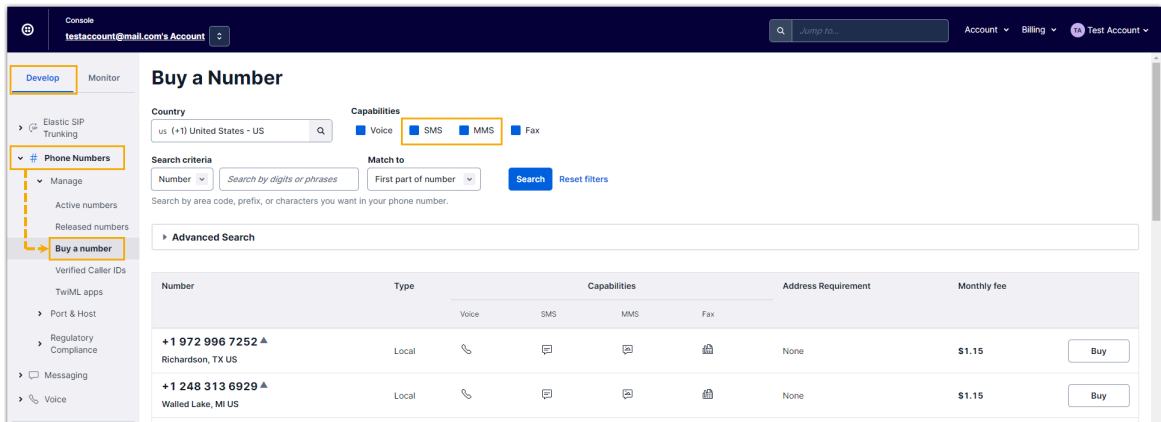 Console
testaccount@mail.com's Account
Jump to...
Account
Billing
TA Test Account
Develop
Monitor
Elastic SIP
Trunking
# Phone Numbers
Manage
Active numbers
Released numbers
Buy a number
Verified Caller IDs
TwiML apps
Port & Host
Regulatory
Compliance
Messaging
Voice
Buy a Number
Country
Capabilities
us (+1) United States - US
Voice SMS MMS Fax
Search criteria
Match to
Number
Search by digits or phrases
First part of number
Search
Reset filters
Search by area code, prefix, or characters you want in your phone number.
Advanced Search
Number Type Capabilities Address Requirement Monthly fee
Voice SMS MMS Fax
+1 972 996 7252
Richardson, TX US
Local None $1.15 Buy
+1 248 313 6929
Walled Lake, MI US
Local None $1.15 Buy